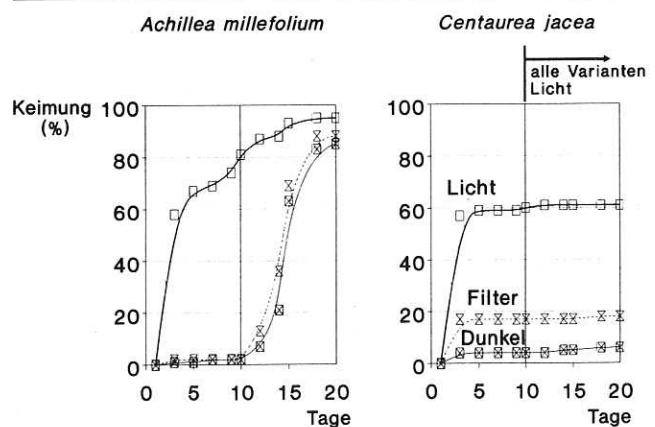 Achillea millefolium
Centaurea jacea
alle Varianten
Licht
Keimung
(%)
100
80
60
40
20
0
0 5 10 15 20
Tage
100
80
60
40
20
0
Licht
Filter
Dunkel
0 5 10 15 20
Tage